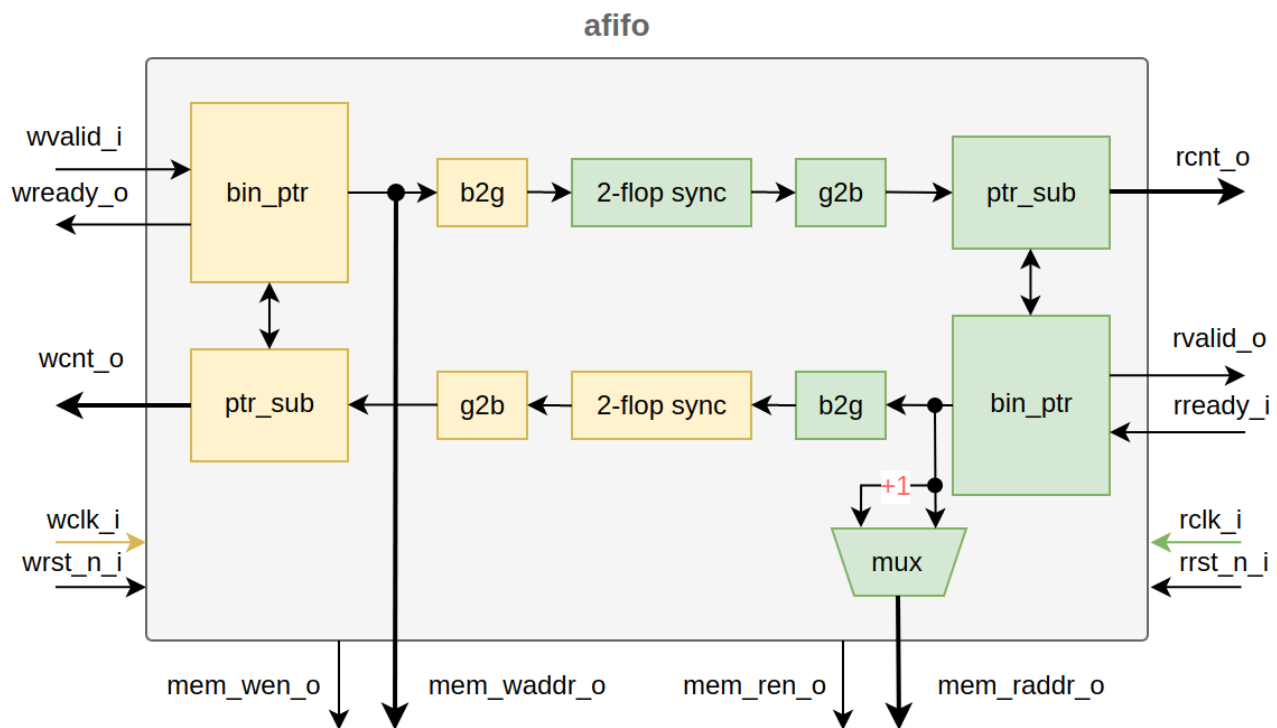 afifo
wvalid_i
wready_o
bin_ptr
b2g
2-flop sync
g2b
ptr_sub
rcnt_o
wcnt_o
ptr_sub
g2b
2-flop sync
b2g
bin_ptr
rvalid_o
rready_i
+1
mux
wclk_i
wrst_n_i
rclk_i
rrst_n_i
mem_wen_o
mem_waddr_o
mem_ren_o
mem_raddr_o